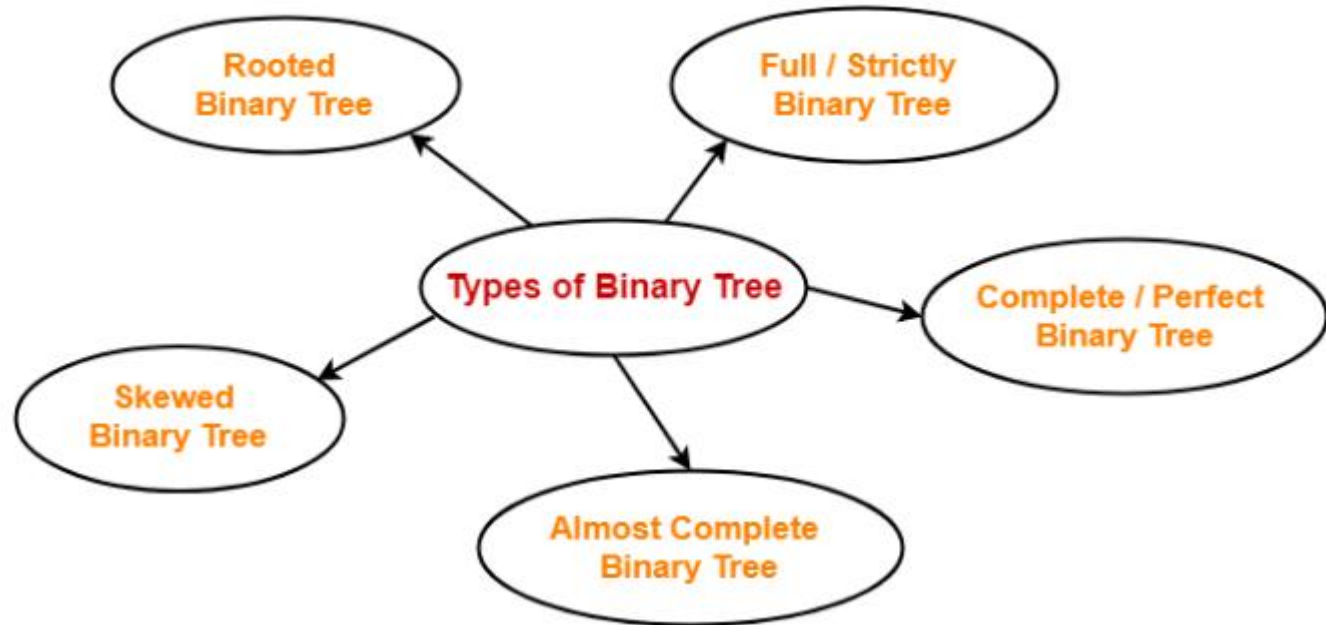 Rooted
Binary Tree
Full / Strictly
Binary Tree
Types of Binary Tree
Complete / Perfect
Binary Tree
Skewed
Binary Tree
Almost Complete
Binary Tree